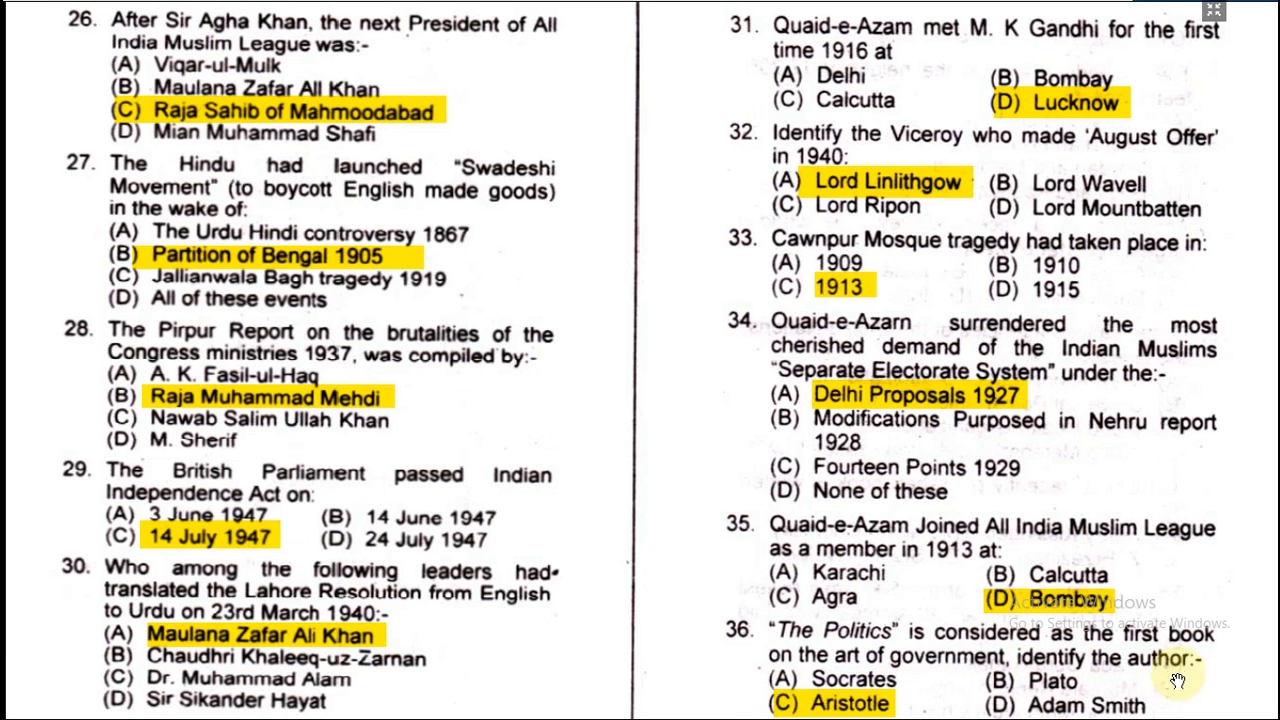 26. After Sir Agha Khan, the next President of All
India Muslim League was:-
(A) Viqar-ul-Mulk
(B) Maulana Zafar All Khan
(C) Raja Sahib of Mahmoodabad
(D) Mian Muhammad Shafi
27. The Hindu had launched "Swadeshi
Movement" (to boycott English made goods)
in the wake of:
(A) The Urdu Hindi controversy 1867
(B) Partition of Bengal 1905
(C) Jallianwala Bagh tragedy 1919
(D) All of these events
28. The Pirpur Report on the brutalities of the
Congress ministries 1937, was compiled by:-
(A) A. K. Fasil-ul-Haq
(B) Raja Muhammad Mehdi
(C) Nawab Salim Ullah Khan
(D) M. Sherif
29. The British Parliament passed Indian
Independence Act on:
(A) 3 June 1947 (B) 14 June 1947
(C) 14 July 1947 (D) 24 July 1947
30. Who among the following leaders had
translated the Lahore Resolution from English
to Urdu on 23rd March 1940:-
(A) Maulana Zafar Ali Khan
(B) Chaudhri Khaleeq-uz-Zarnan
(C) Dr. Muhammad Alam
(D) Sir Sikander Hayat
31. Quaid-e-Azam met M. K Gandhi for the first
time 1916 at
(A) Delhi (B) Bombay
(C) Calcutta (D) Lucknow
32. Identify the Viceroy who made 'August Offer'
in 1940:
(A) Lord Linlithgow (B) Lord Wavell
(C) Lord Ripon (D) Lord Mountbatten
33. Cawnpur Mosque tragedy had taken place in:
(A) 1909 (B) 1910
(C) 1913 (D) 1915
34. Quaid-e-Azarn surrendered the most
cherished demand of the Indian Muslims
"Separate Electorate System" under the:-
(A) Delhi Proposals 1927
(B) Modifications Purposed in Nehru report
1928
(C) Fourteen Points 1929
(D) None of these
35. Quaid-e-Azam Joined All India Muslim League
as a member in 1913 at:
(A) Karachi (B) Calcutta
(C) Agra (D) Bombay
Activate Windows
Go to Settings to activate Windows.
36. "The Politics" is considered as the first book
on the art of government, identify the author:-
(A) Socrates (B) Plato
(C) Aristotle (D) Adam Smith